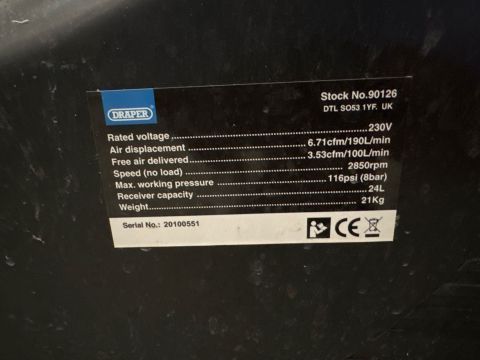 DRAPER
Stock No.90126
DTL SO53 1YF. UK
Rated voltage 230V
Air displacement 6.71cfm/190L/min
Free air delivered 3.53cfm/100L/min
Speed (no load) 2850rpm
Max. working pressure 116psi (8bar)
Receiver capacity 24L
Weight 21Kg
Serial No.: 20100551
CE